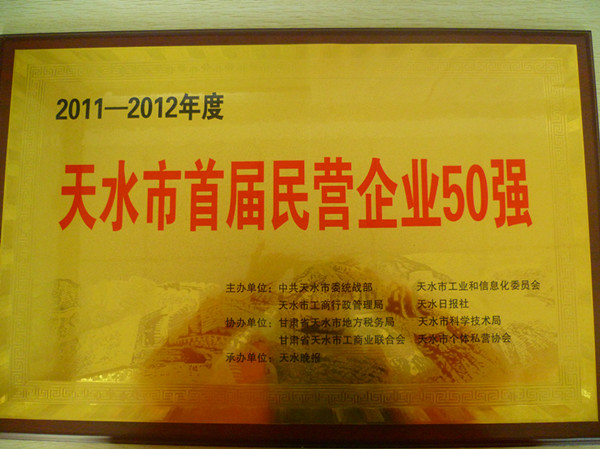 2011—2012年度
天水市首届民营企业50强
主办单位：中共天水市委统战部 天水市工业和信息化委员会
天水市工商行政管理局 天水日报社
协办单位：甘肃省天水市地方税务局 天水市科学技术局
甘肃省天水市工商业联合会 天水市个体私营协会
承办单位：天水晚报